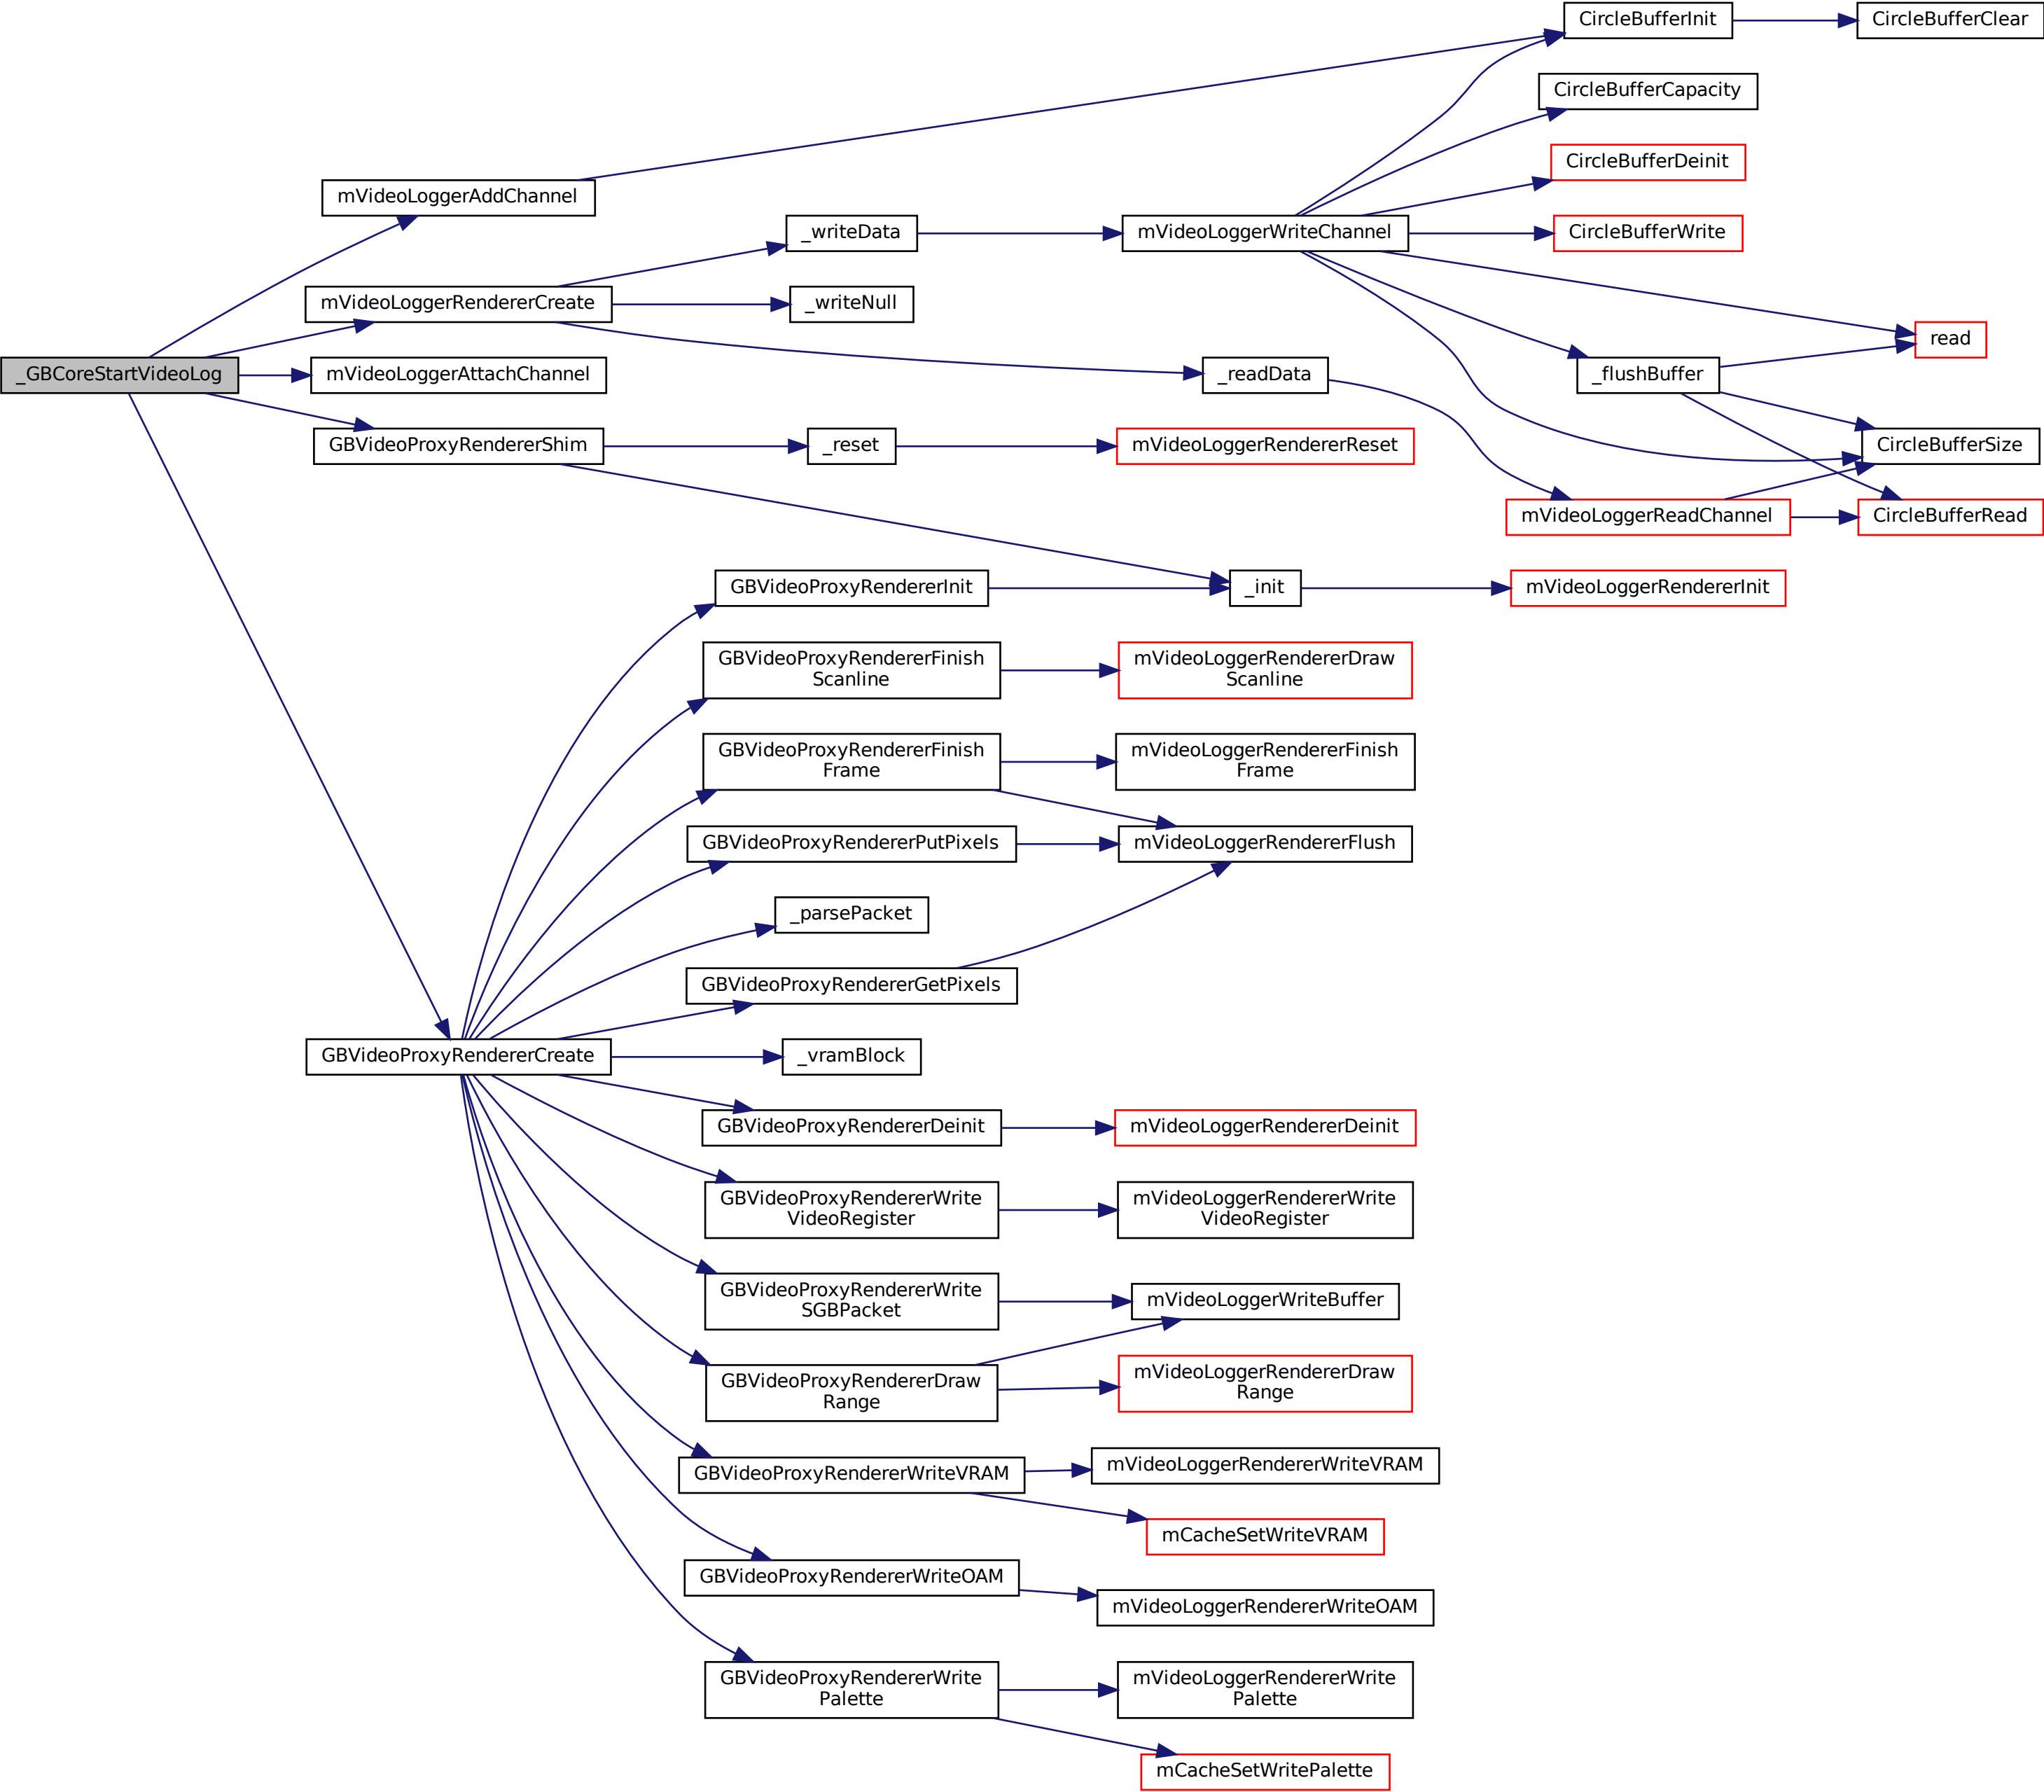 CircleBufferInit
CircleBufferClear
CircleBufferCapacity
CircleBufferDeinit
mVideoLoggerAddChannel
_writeData
mVideoLoggerWriteChannel
CircleBufferWrite
mVideoLoggerRendererCreate
_writeNull
read
_GBCoreStartVideoLog
mVideoLoggerAttachChannel
_readData
_flushBuffer
GBVideoProxyRendererShim
_reset
mVideoLoggerRendererReset
CircleBufferSize
mVideoLoggerReadChannel
CircleBufferRead
GBVideoProxyRendererInit
_init
mVideoLoggerRendererInit
GBVideoProxyRendererFinish
Scanline
mVideoLoggerRendererDraw
Scanline
GBVideoProxyRendererFinish
Frame
mVideoLoggerRendererFinish
Frame
GBVideoProxyRendererPutPixels
mVideoLoggerRendererFlush
_parsePacket
GBVideoProxyRendererGetPixels
GBVideoProxyRendererCreate
_vramBlock
GBVideoProxyRendererDeinit
mVideoLoggerRendererDeinit
GBVideoProxyRendererWrite
VideoRegister
mVideoLoggerRendererWrite
VideoRegister
GBVideoProxyRendererWrite
SGBPacket
mVideoLoggerWriteBuffer
GBVideoProxyRendererDraw
Range
mVideoLoggerRendererDraw
Range
GBVideoProxyRendererWriteVRAM
mVideoLoggerRendererWriteVRAM
mCacheSetWriteVRAM
GBVideoProxyRendererWriteOAM
mVideoLoggerRendererWriteOAM
GBVideoProxyRendererWrite
Palette
mVideoLoggerRendererWrite
Palette
mCacheSetWritePalette